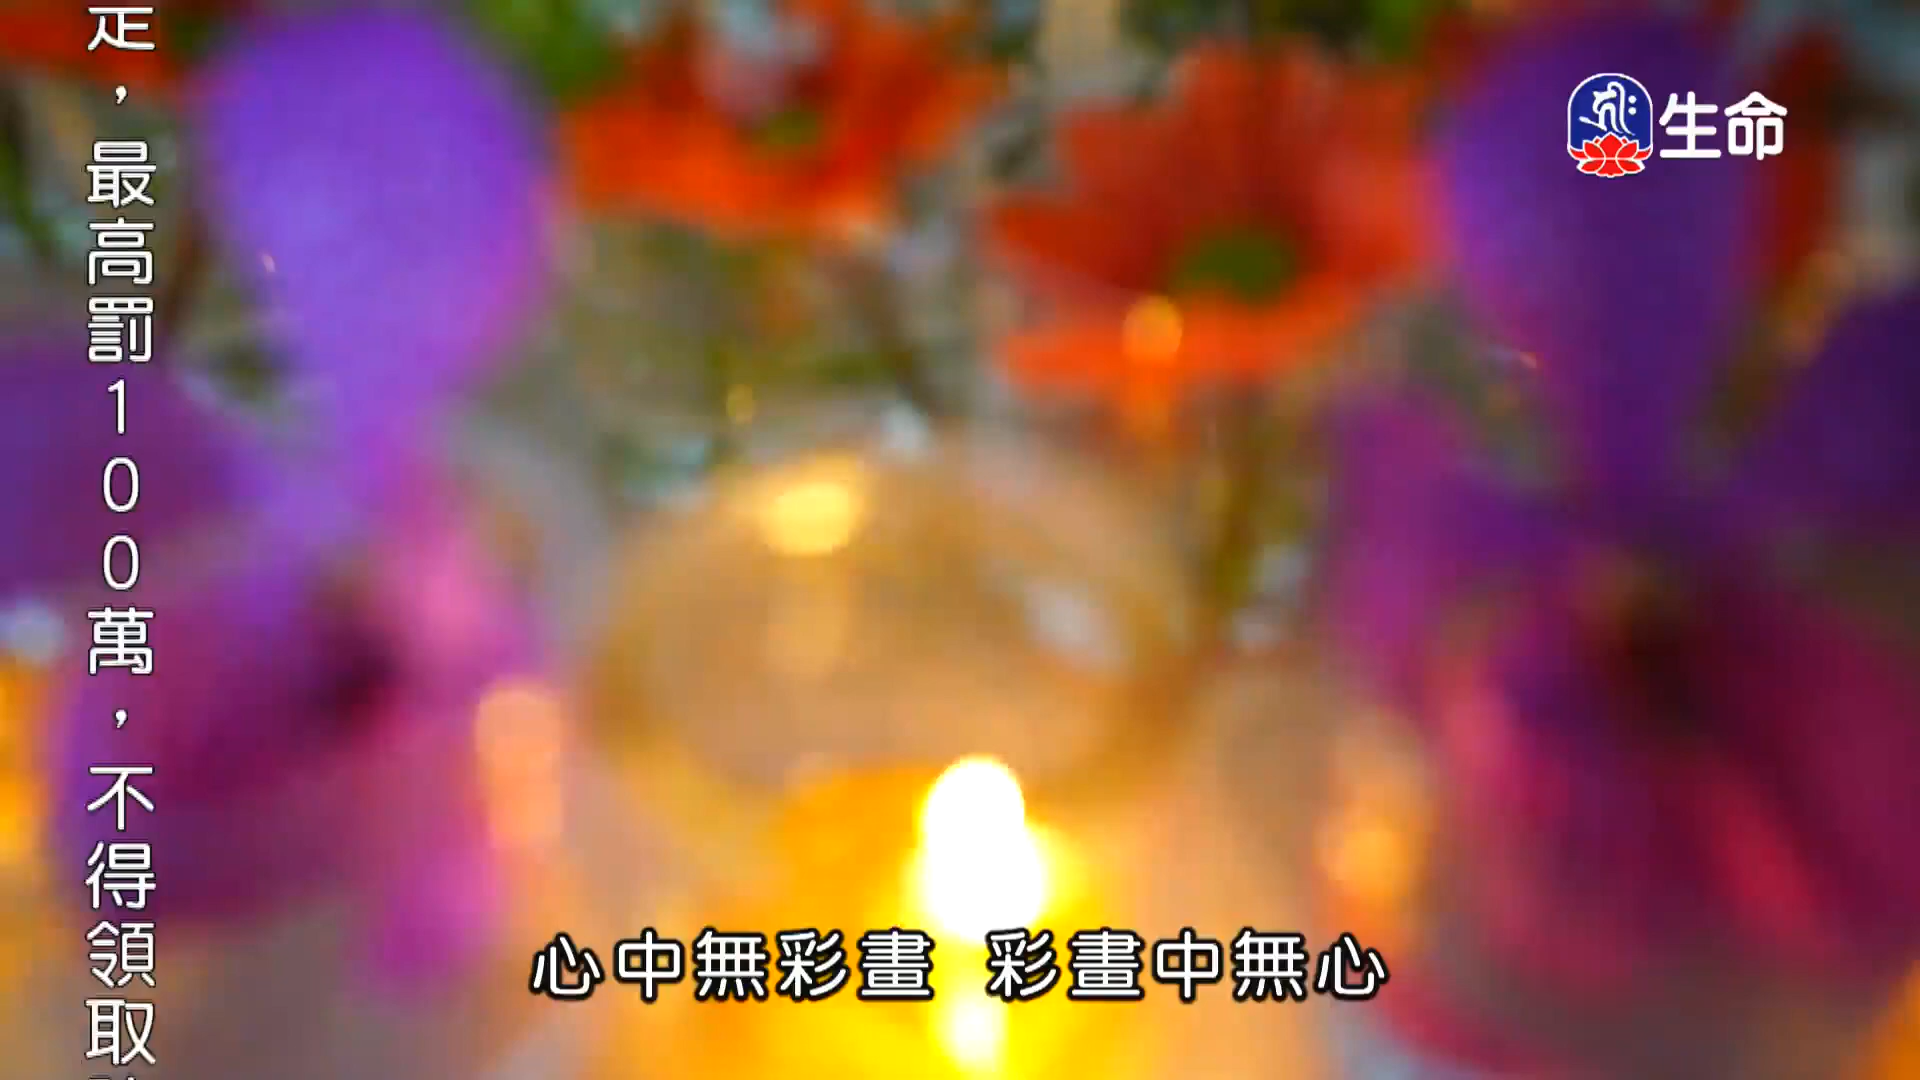 定，最高罰100萬，不得領取
生命
心中無彩畫 彩畫中無心